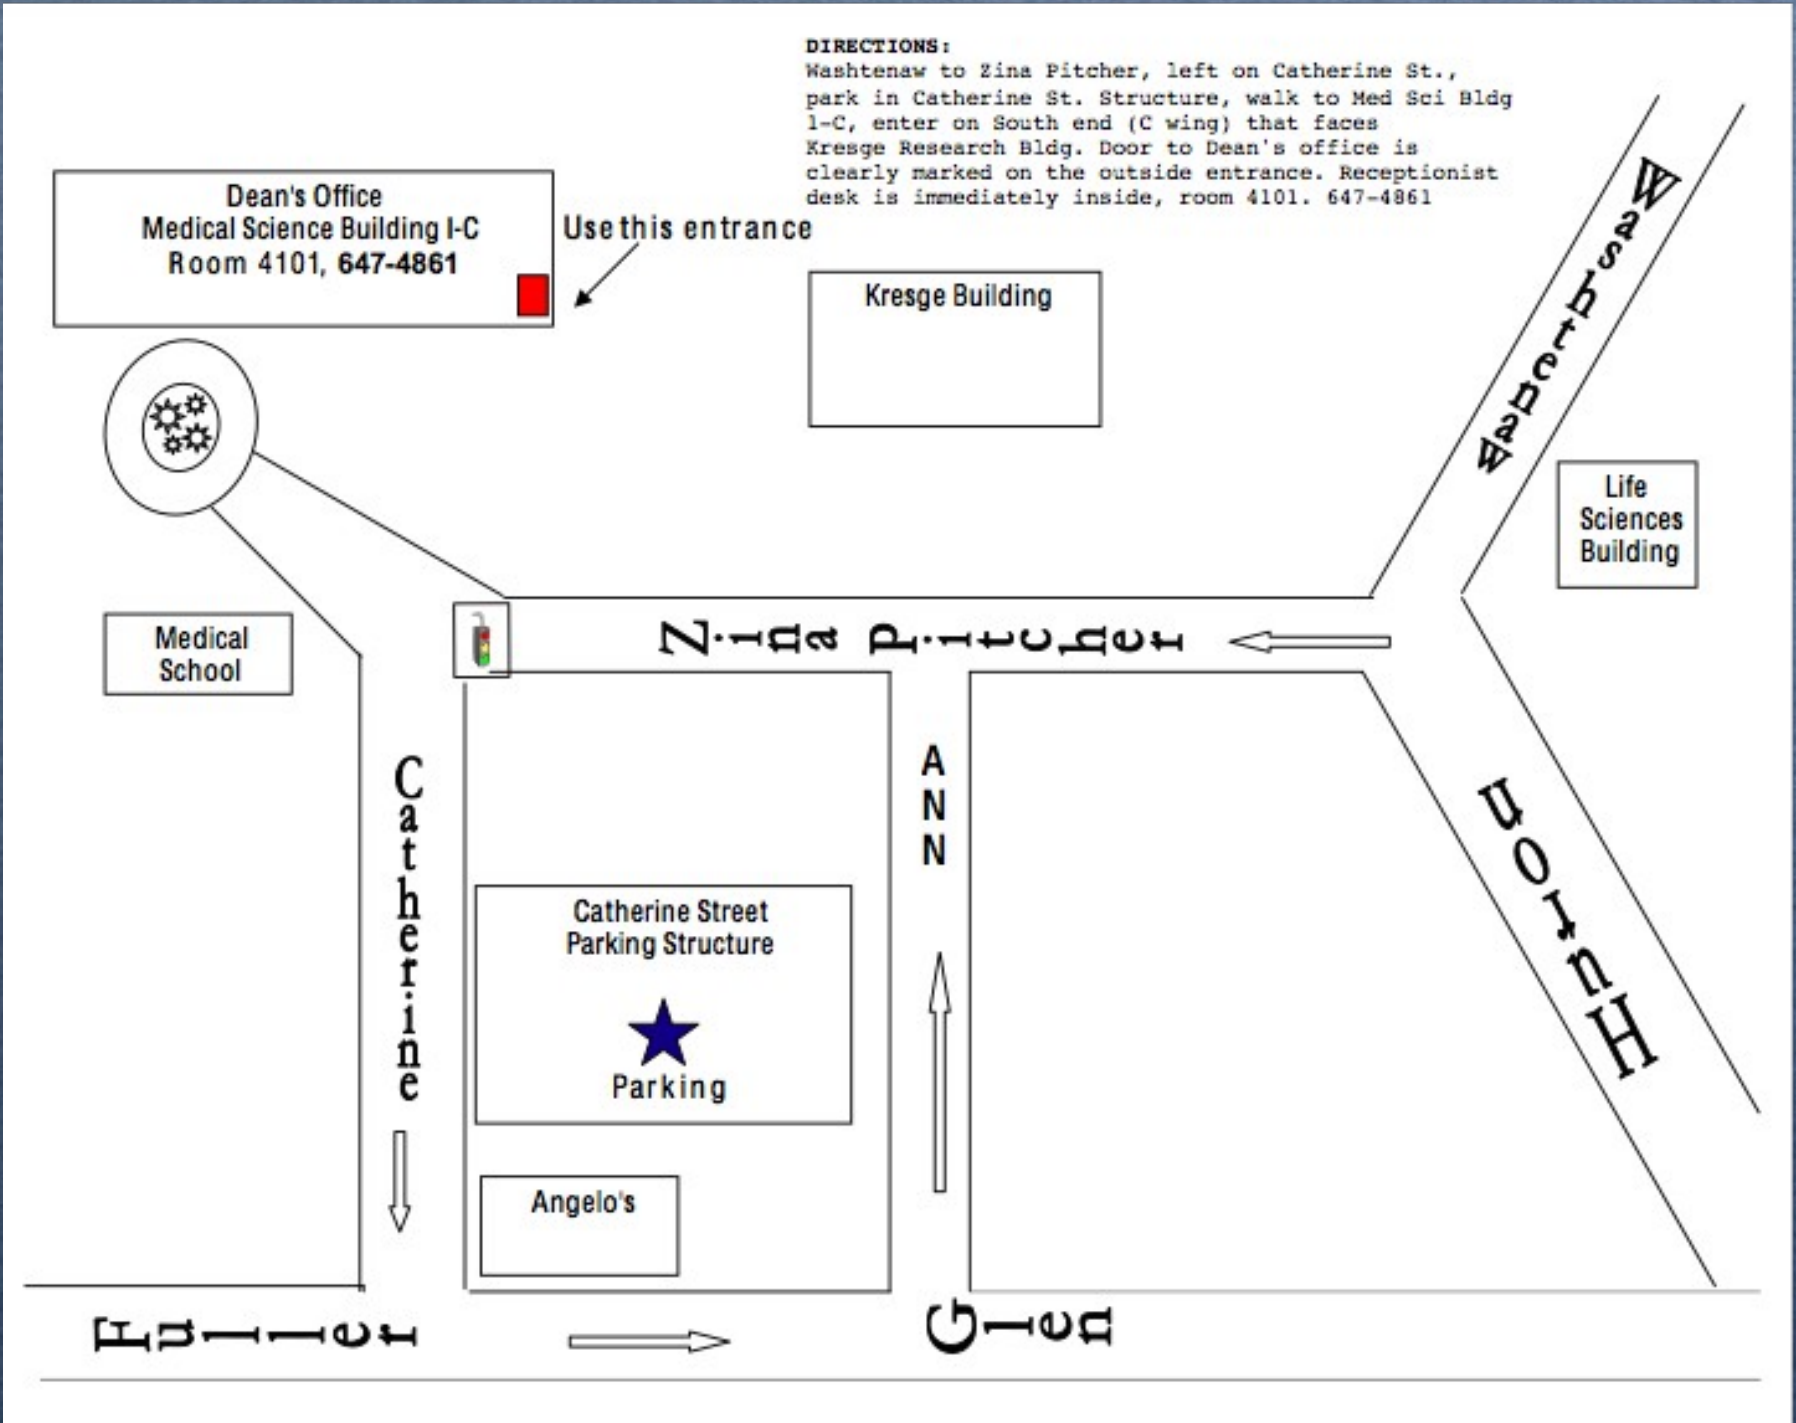 DIRECTIONS:
Washtenaw to Zina Pitcher, left on Catherine St.,
park in Catherine St. Structure, walk to Med Sci Bldg
1-C, enter on South end (C wing) that faces
Kresge Research Bldg. Door to Dean's office is
clearly marked on the outside entrance. Receptionist
desk is immediately inside, room 4101. 647-4861
Dean's Office
Medical Science Building I-C
Room 4101, 647-4861
Use this entrance
Kresge Building
Washtenaw
Life
Sciences
Building
Medical
School
Zina Pitcher
Catherine
ANN
Huron
Catherine Street
Parking Structure
Parking
Angelo's
Fuller
Glen